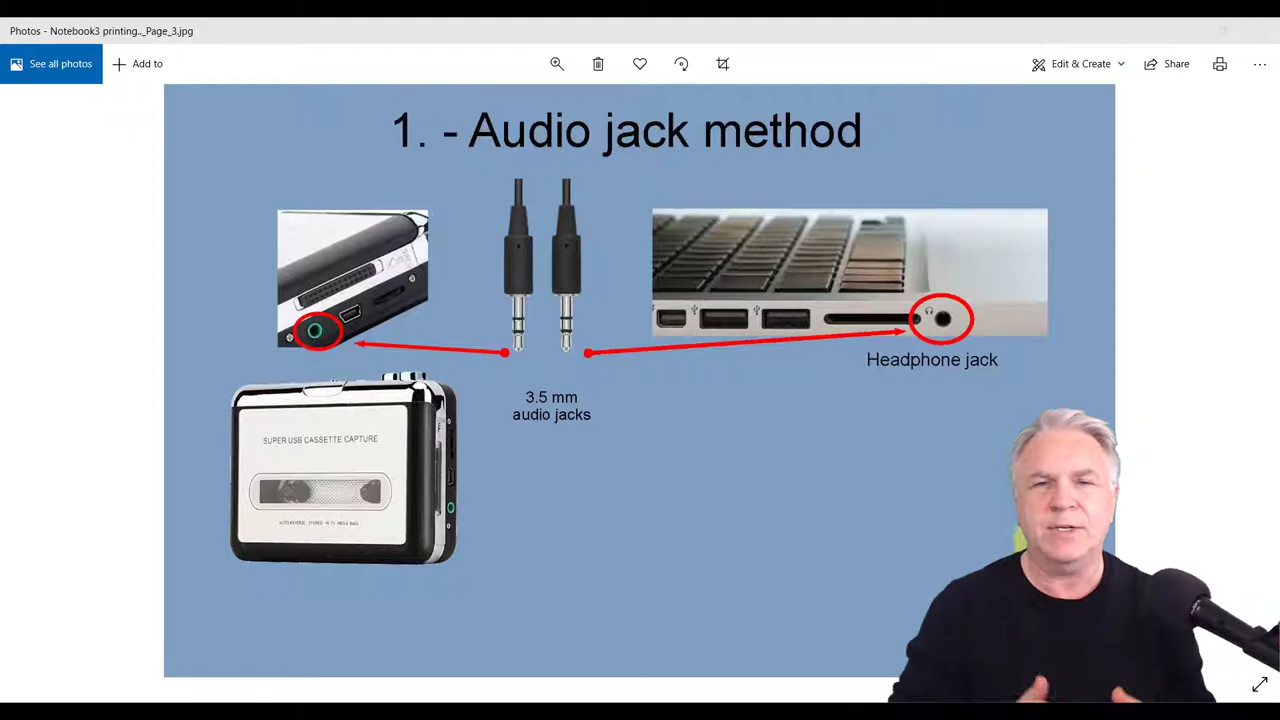 Photos - Notebook3 printing.._Page_3.jpg
See all photos
Add to
Edit & Create
Share
1. - Audio jack method
Headphone jack
3.5 mm
audio jacks
SUPER USB CASSETTE CAPTURE